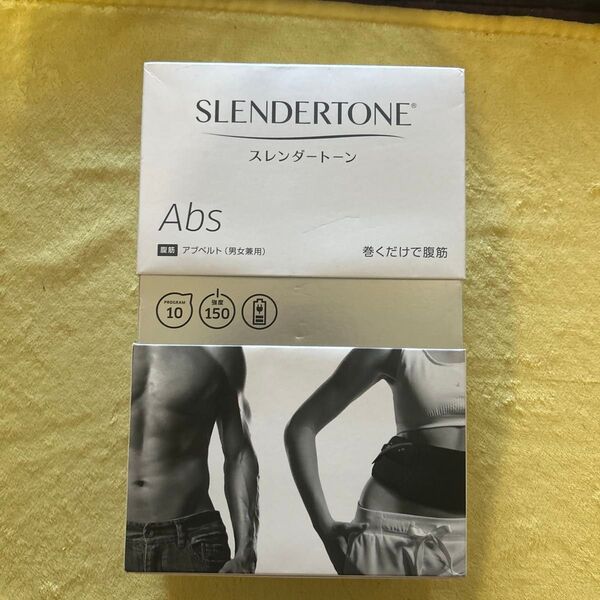 SLENDERTONE®
スレンダートーン
Abs
腹筋 アブベルト(男女兼用)
巻くだけで腹筋
PROGRAM 10
強度 150